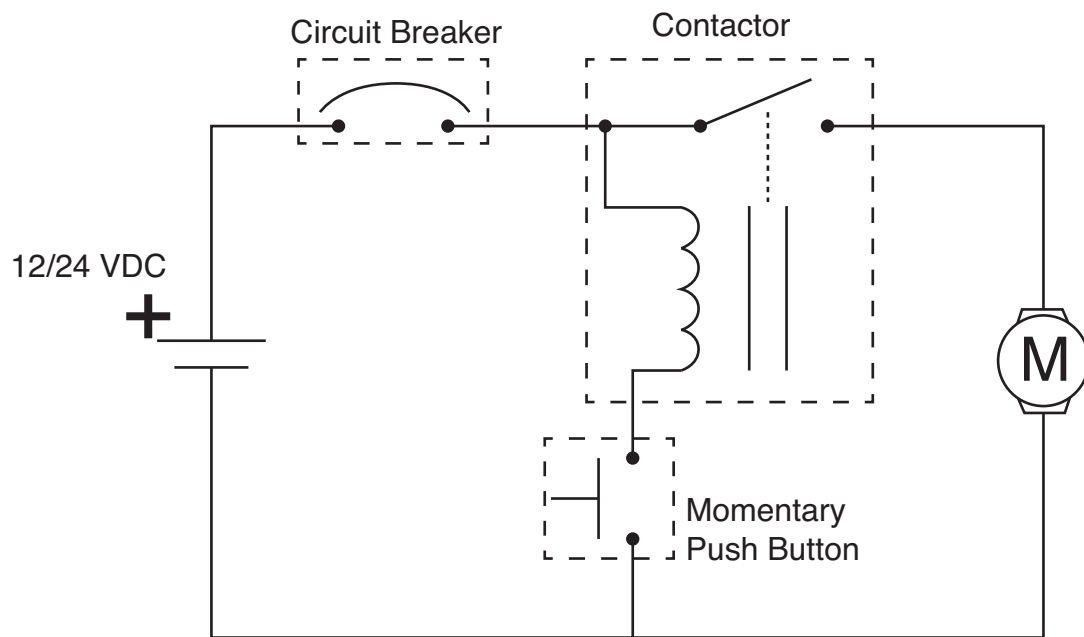 Circuit Breaker
Contactor
12/24 VDC
+
M
Momentary
Push Button